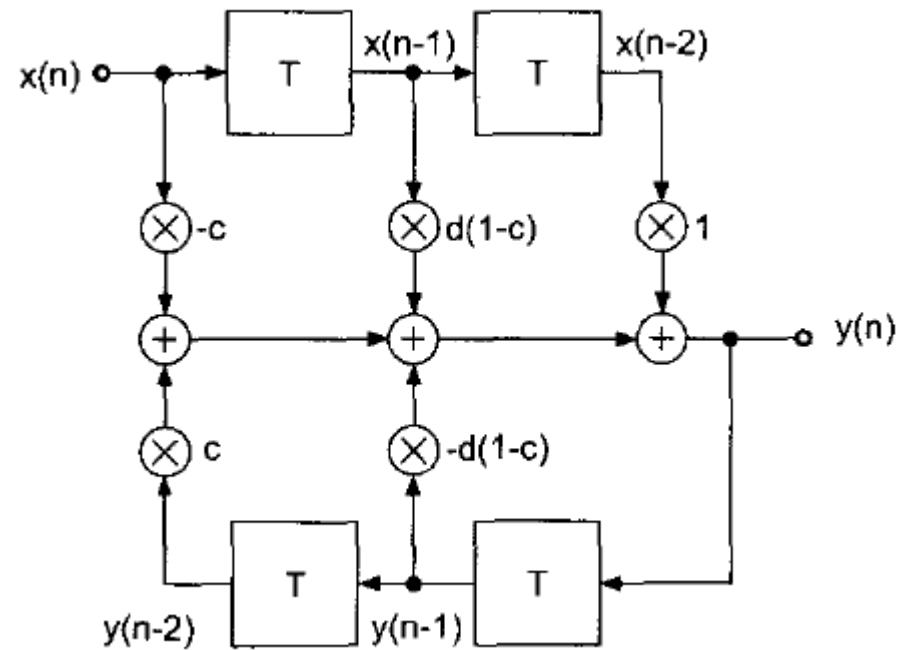 x(n)
T
x(n-1)
T
x(n-2)
-c
d(1-c)
1
+
+
+
y(n)
c
-d(1-c)
T
T
y(n-2)
y(n-1)